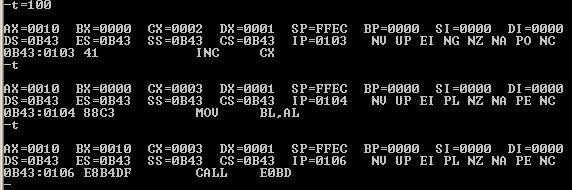 -t=100

AX=0010 BX=0000 CX=0002 DX=0001 SP=FFEC BP=0000 SI=0000 DI=0000
DS=0B43 ES=0B43 SS=0B43 CS=0B43 IP=0103 NV UP EI NG NZ NA PO NC
0B43:0103 41 INC CX
-t

AX=0010 BX=0000 CX=0003 DX=0001 SP=FFEC BP=0000 SI=0000 DI=0000
DS=0B43 ES=0B43 SS=0B43 CS=0B43 IP=0104 NV UP EI PL NZ NA PE NC
0B43:0104 88C3 MOV BL,AL
-t

AX=0010 BX=0010 CX=0003 DX=0001 SP=FFEC BP=0000 SI=0000 DI=0000
DS=0B43 ES=0B43 SS=0B43 CS=0B43 IP=0106 NV UP EI PL NZ NA PE NC
0B43:0106 E8B4DF CALL E0BD
-